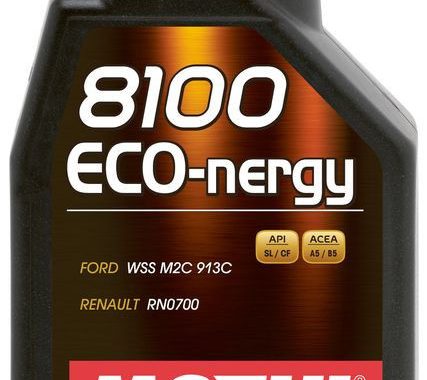 8100
ECO-nergy
API
SL / CF
ACEA
A5 / B5
FORD WSS M2C 913C
RENAULT RN0700